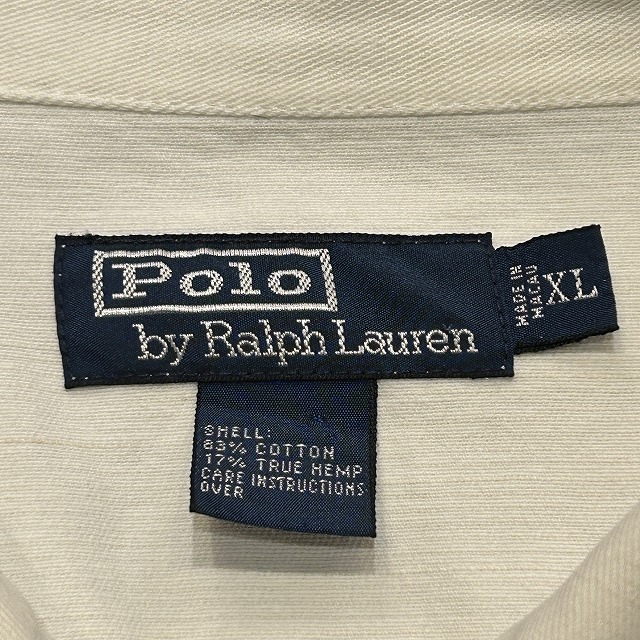 Polo
by Ralph Lauren
MADE IN
MACAU
XL
SHELL:
83% COTTON
17% TRUE HEMP
CARE INSTRUCTIONS
OVER